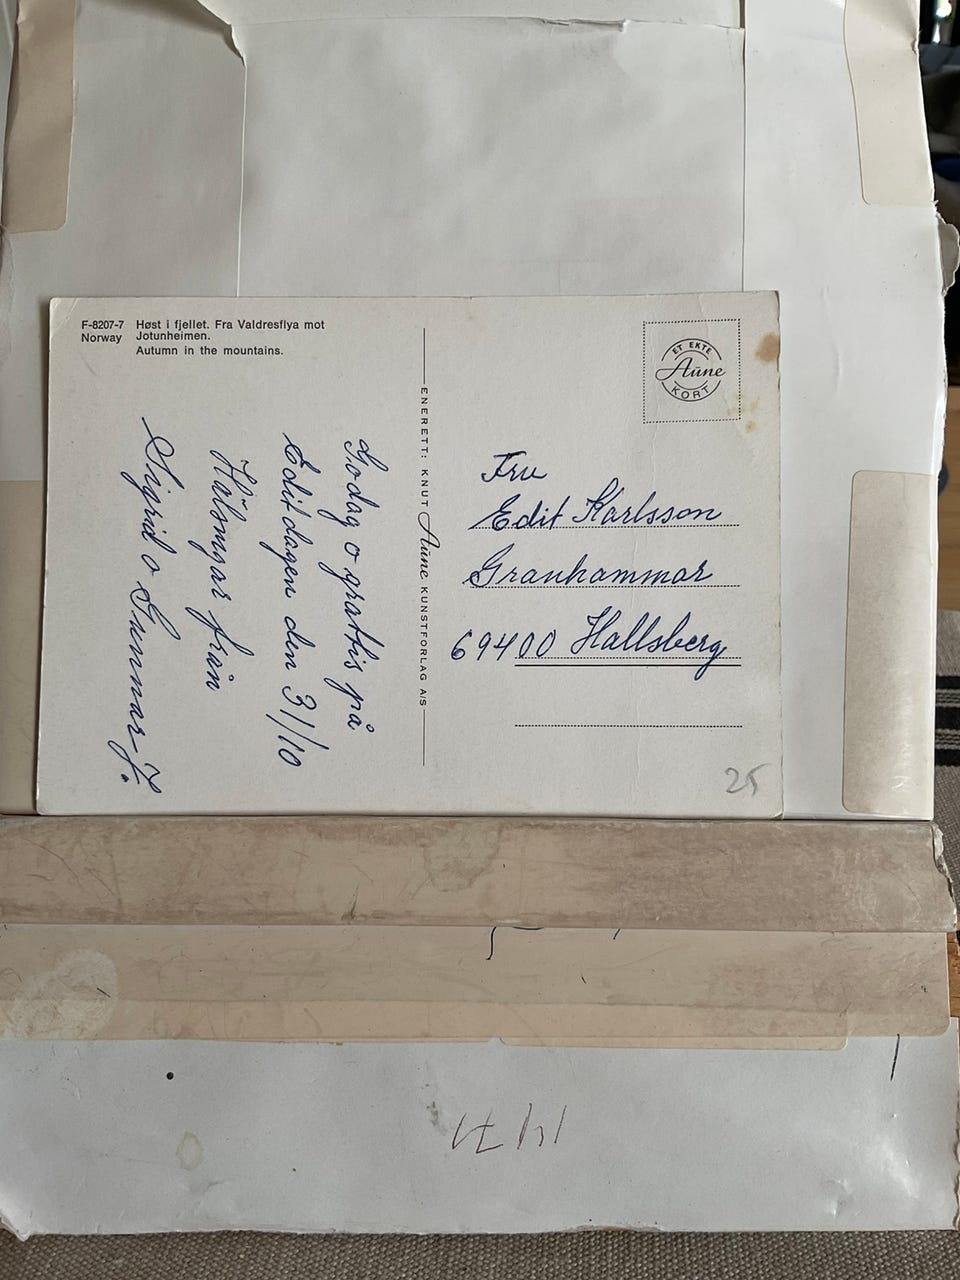 F-8207-7 Høst i fjellet. Fra Valdresflya mot
Norway Jotunheimen.
Autumn in the mountains.
Godag o grattis på
Editdagen den 31/10
Hälsngar från
Sigrid o Gunnar J.
ENERETT: KNUT Aune KUNSTFORLAG A/S
ET EKTE
Aune
KORT
Fru
Edit Karlsson
Granhammar
69400 Hallsberg
25